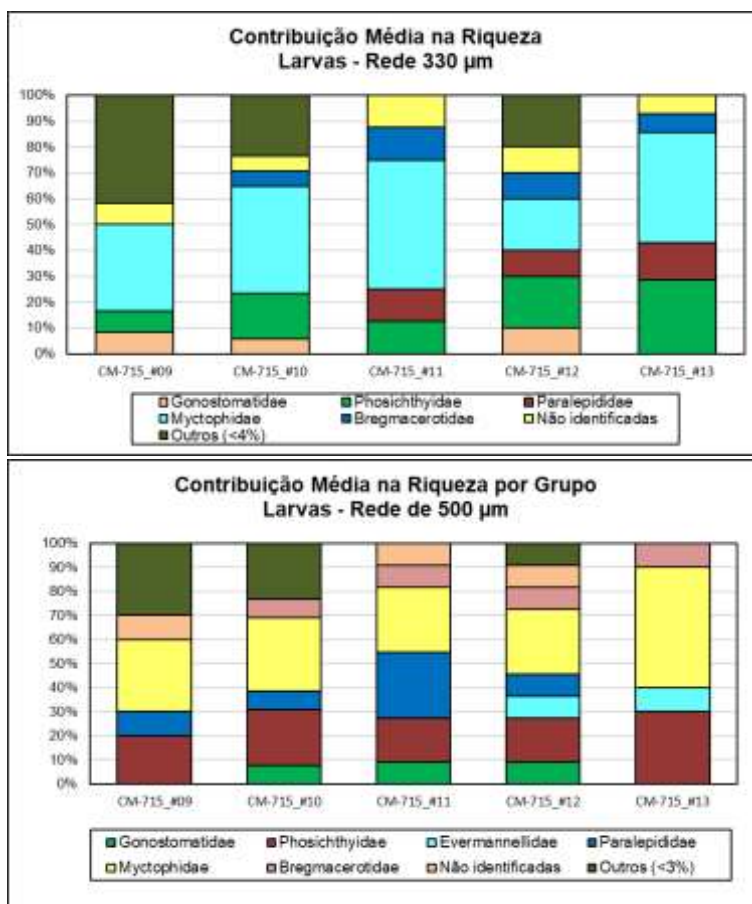 Contribuição Média na Riqueza
Larvas - Rede 330 µm
100%
90%
80%
70%
60%
50%
40%
30%
20%
10%
0%
CM-715_#09 CM-715_#10 CM-715_#11 CM-715_#12 CM-715_#13
Gonostomatidae Phosichthyidae Paralepididae
Myctophidae Bregmacerotidae Não identificadas
Outros (<4%)
Contribuição Média na Riqueza por Grupo
Larvas - Rede de 500 µm
100%
90%
80%
70%
60%
50%
40%
30%
20%
10%
0%
CM-715_#09 CM-715_#10 CM-715_#11 CM-715_#12 CM-715_#13
Gonostomatidae Phosichthyidae Evermannellidae Paralepididae
Myctophidae Bregmacerotidae Não identificadas Outros (<3%)